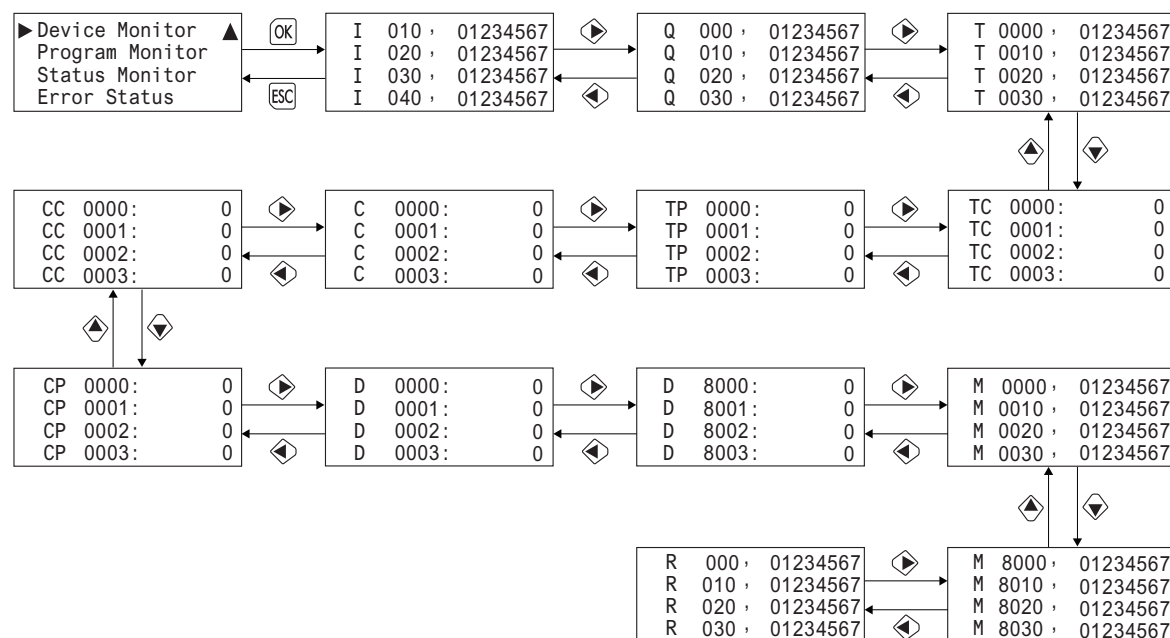 ▶Device Monitor ▲
Program Monitor
Status Monitor
Error Status
OK
ESC
I 010, 01234567
I 020, 01234567
I 030, 01234567
I 040, 01234567
Q 000, 01234567
Q 010, 01234567
Q 020, 01234567
Q 030, 01234567
T 0000, 01234567
T 0010, 01234567
T 0020, 01234567
T 0030, 01234567
CC 0000: 0
CC 0001: 0
CC 0002: 0
CC 0003: 0
C 0000: 0
C 0001: 0
C 0002: 0
C 0003: 0
TP 0000: 0
TP 0001: 0
TP 0002: 0
TP 0003: 0
TC 0000: 0
TC 0001: 0
TC 0002: 0
TC 0003: 0
CP 0000: 0
CP 0001: 0
CP 0002: 0
CP 0003: 0
D 0000: 0
D 0001: 0
D 0002: 0
D 0003: 0
D 8000: 0
D 8001: 0
D 8002: 0
D 8003: 0
M 0000, 01234567
M 0010, 01234567
M 0020, 01234567
M 0030, 01234567
R 000, 01234567
R 010, 01234567
R 020, 01234567
R 030, 01234567
M 8000, 01234567
M 8010, 01234567
M 8020, 01234567
M 8030, 01234567